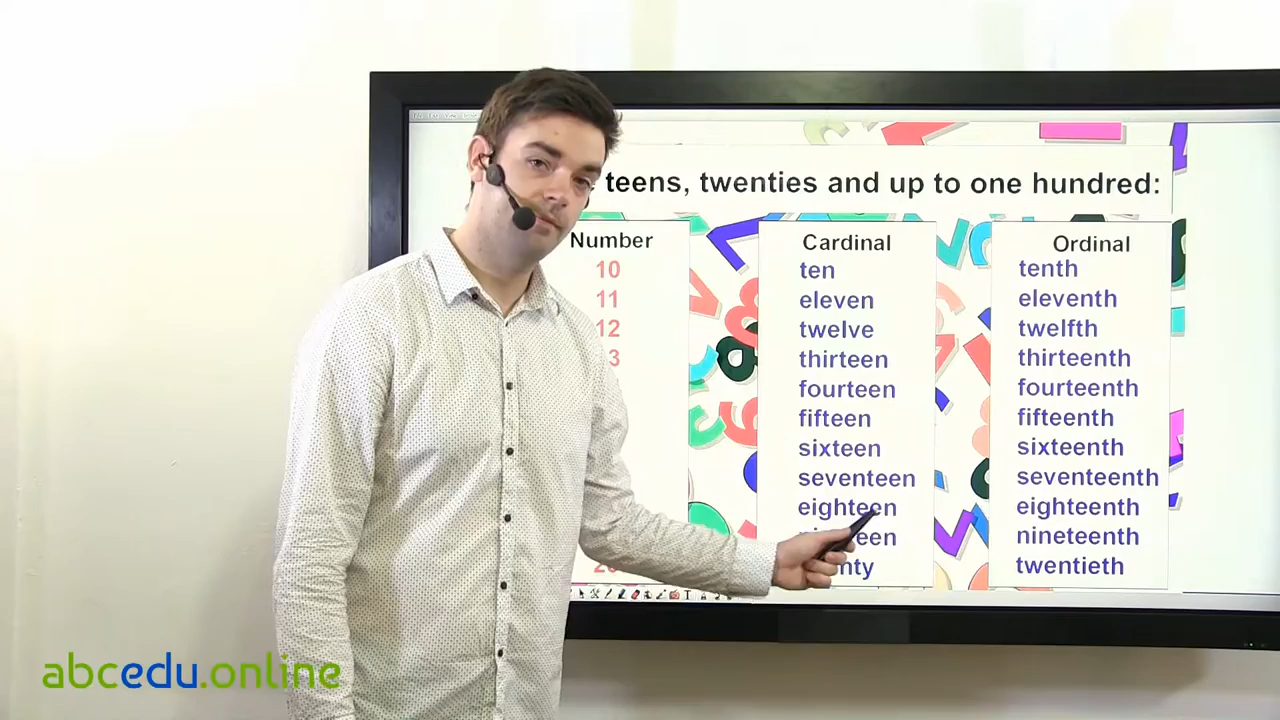 teens, twenties and up to one hundred:
Number Cardinal Ordinal
10 ten tenth
11 eleven eleventh
12 twelve twelfth
3 thirteen thirteenth
fourteen fourteenth
fifteen fifteenth
sixteen sixteenth
seventeen seventeenth
eighteen eighteenth
nineteenth
twentieth
abcedu.online